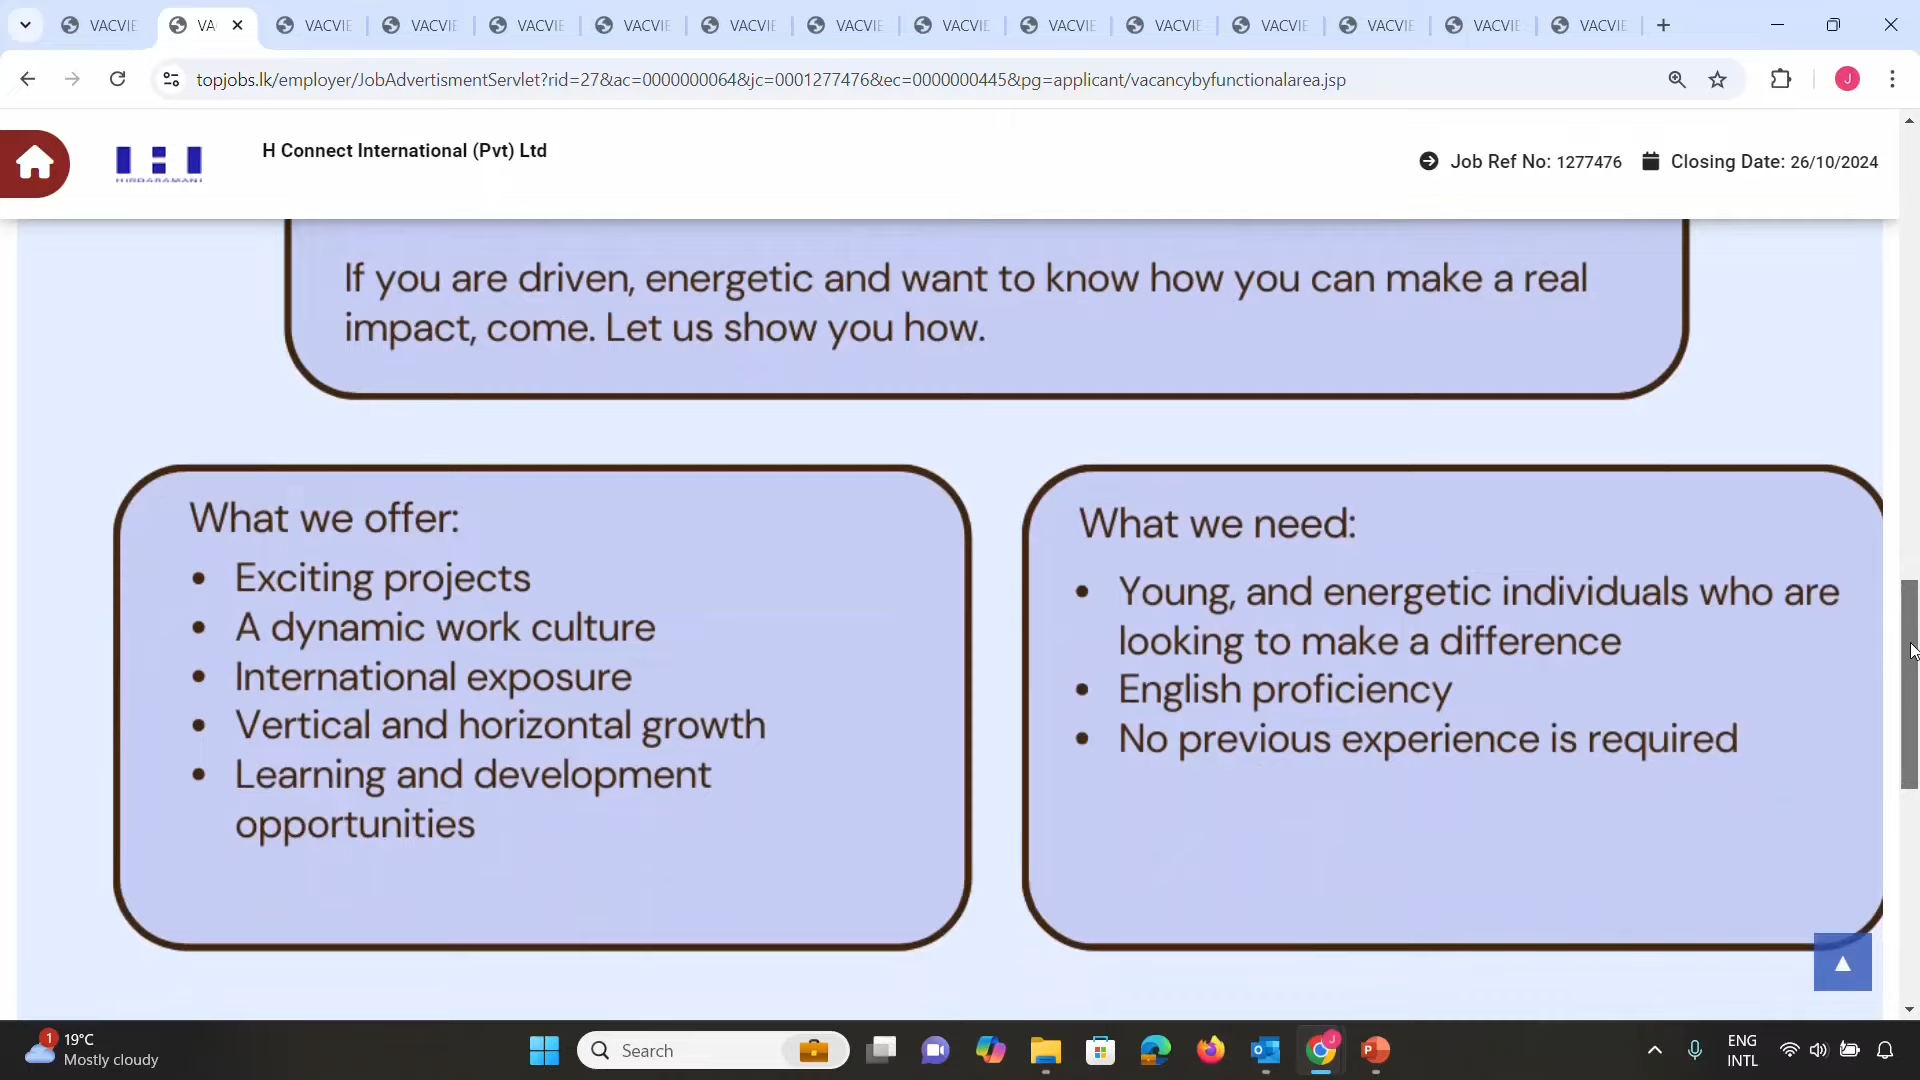 VACVIE
VA
VACVIE
VACVIE
VACVIE
VACVIE
VACVIE
VACVIE
VACVIE
VACVIE
VACVIE
VACVIE
VACVIE
VACVIE
VACVIE
topjobs.lk/employer/JobAdvertismentServlet?rid=27&ac=0000000064&jc=0001277476&ec=0000000445&pg=applicant/vacancybyfunctionalarea.jsp
J
HIRDARAMANI
H Connect International (Pvt) Ltd
Job Ref No: 1277476
Closing Date: 26/10/2024
If you are driven, energetic and want to know how you can make a real
impact, come. Let us show you how.
What we offer:
• Exciting projects
• A dynamic work culture
• International exposure
• Vertical and horizontal growth
• Learning and development
opportunities
What we need:
• Young, and energetic individuals who are
looking to make a difference
• English proficiency
• No previous experience is required
1
19°C
Mostly cloudy
Search
J
ENG
INTL